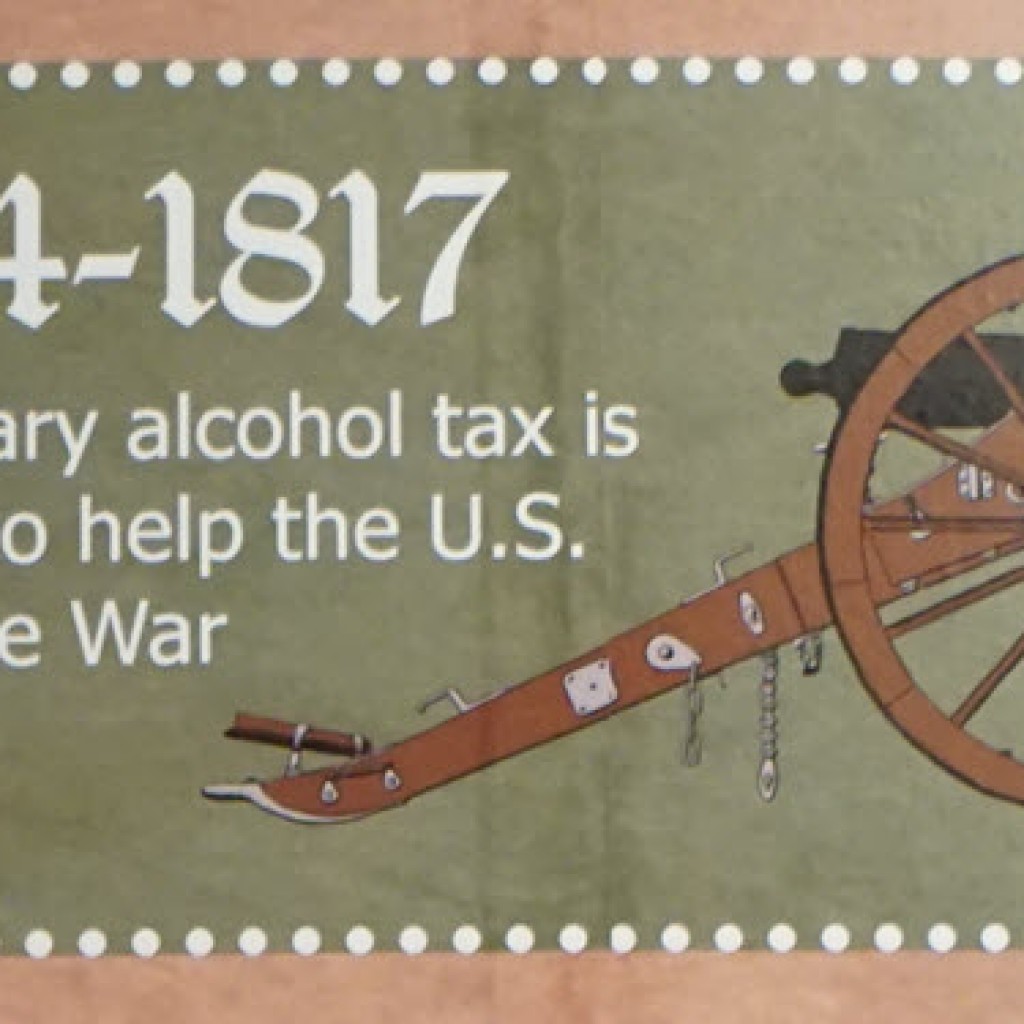 4-1817
ary alcohol tax is
o help the U.S.
e War